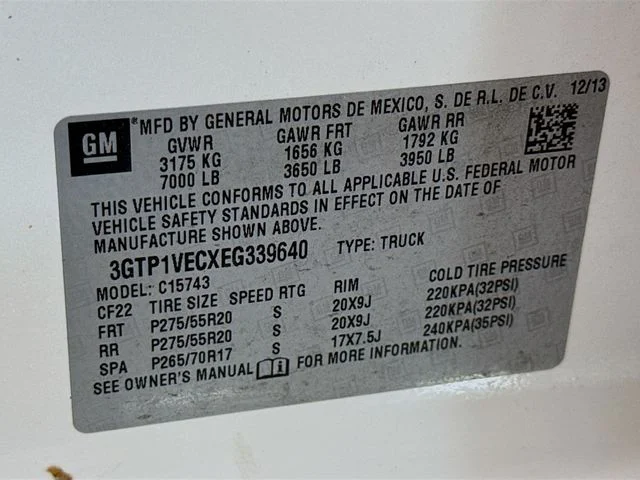 GM
MFD BY GENERAL MOTORS DE MEXICO, S. DE R.L. DE C.V. 12/13
GVWR GAWR FRT GAWR RR
3175 KG 1656 KG 1792 KG
7000 LB 3650 LB 3950 LB
THIS VEHICLE CONFORMS TO ALL APPLICABLE U.S. FEDERAL MOTOR
VEHICLE SAFETY STANDARDS IN EFFECT ON THE DATE OF
MANUFACTURE SHOWN ABOVE.
3GTP1VECXEG339640 TYPE: TRUCK
MODEL: C15743
CF22 TIRE SIZE SPEED RTG RIM COLD TIRE PRESSURE
FRT P275/55R20 S 20X9J 220KPA(32PSI)
RR P275/55R20 S 20X9J 220KPA(32PSI)
SPA P265/70R17 S 17X7.5J 240KPA(35PSI)
SEE OWNER'S MANUAL i FOR MORE INFORMATION.